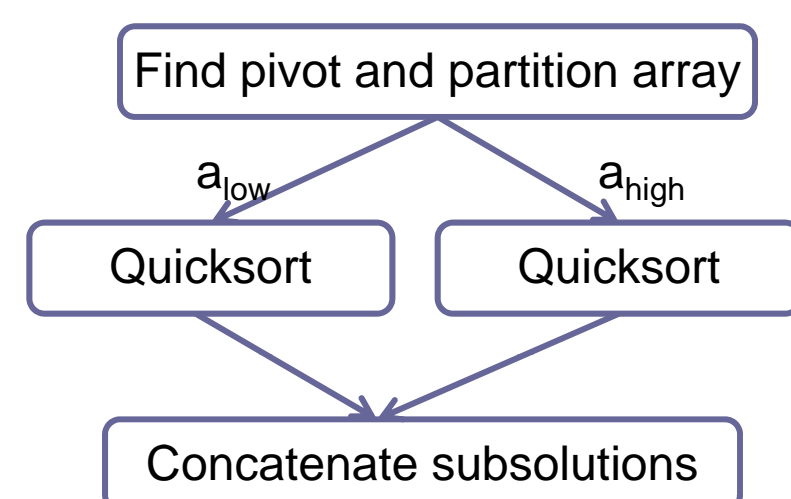 Find pivot and partition array
a_low
a_high
Quicksort
Quicksort
Concatenate subsolutions